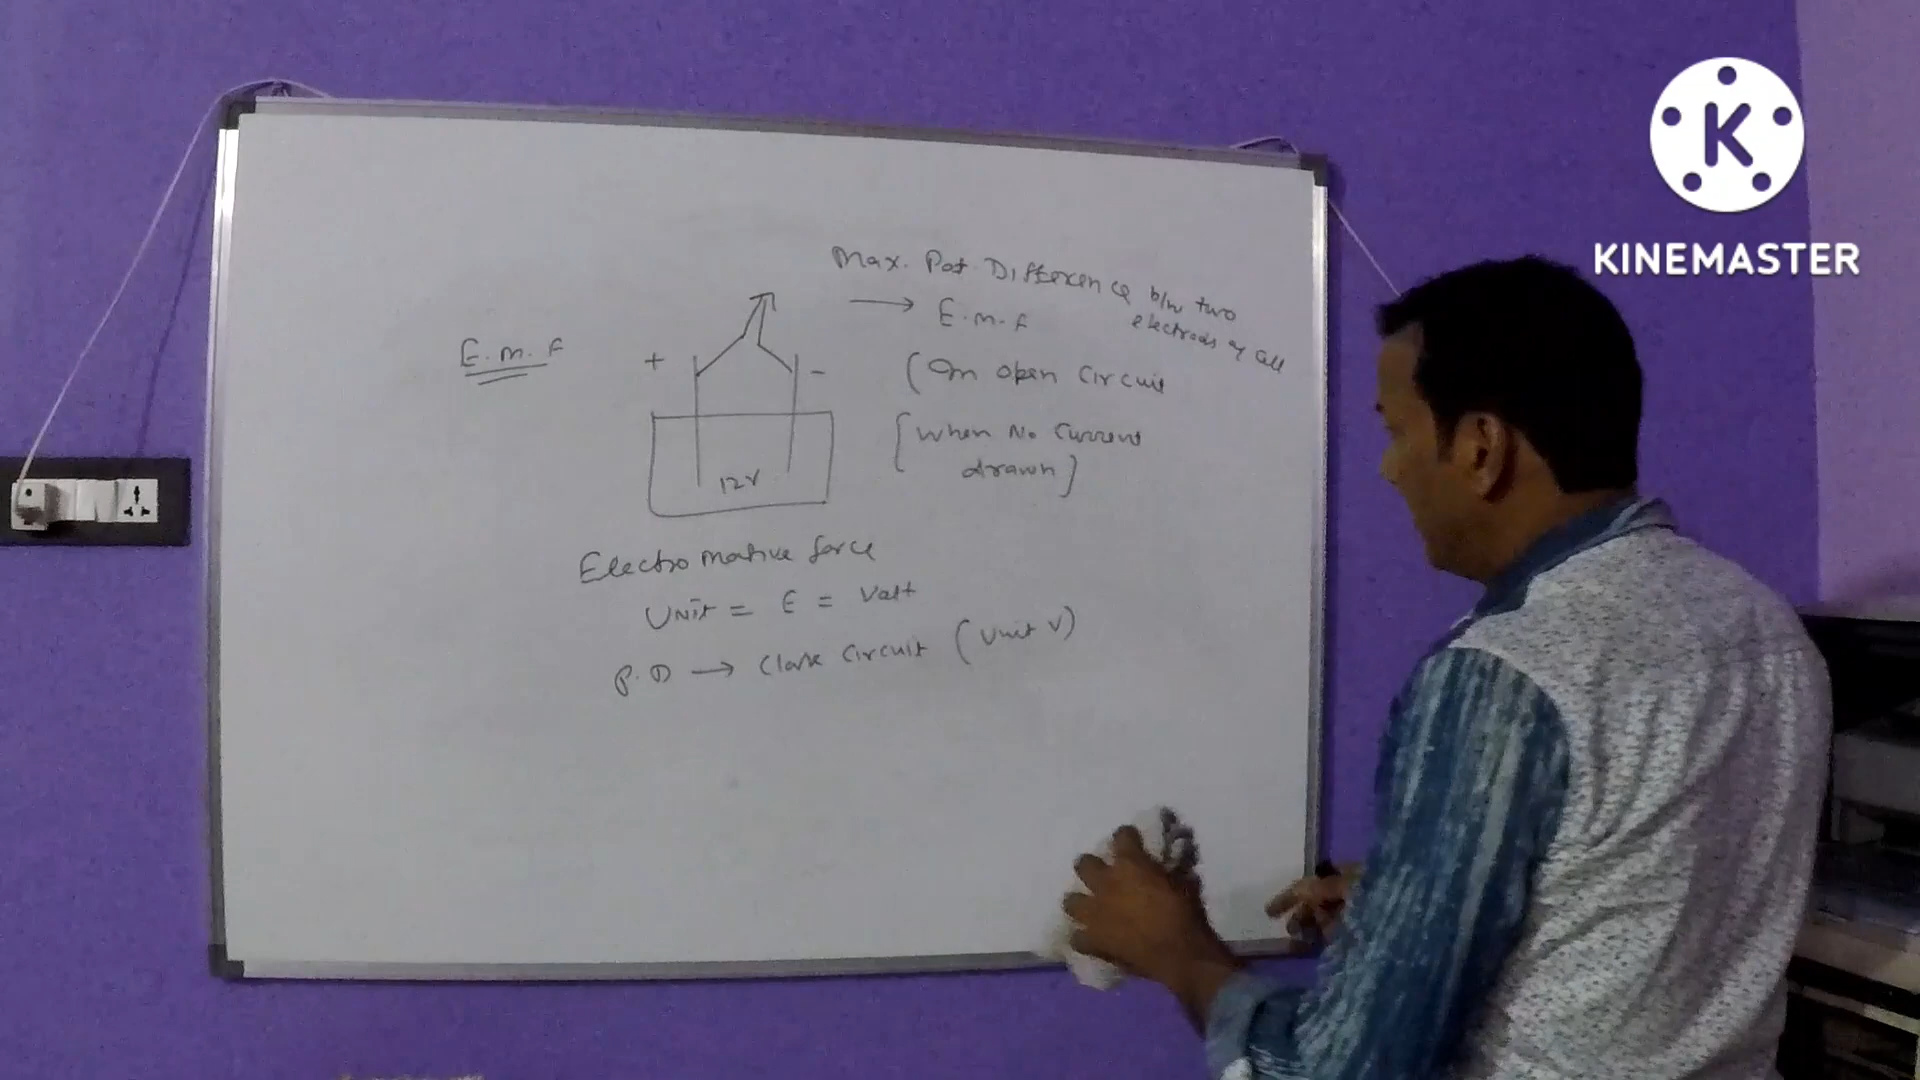 KINEMASTER
Max. Pot. Difference b/w two
electrods of Cell
→ E.m.f
E.m.f
+
-
(In open circuit
[when No current
drawn]
12V
Electro motive force
Unit = E = Volt
P.D → Close Circuit (Unit V)